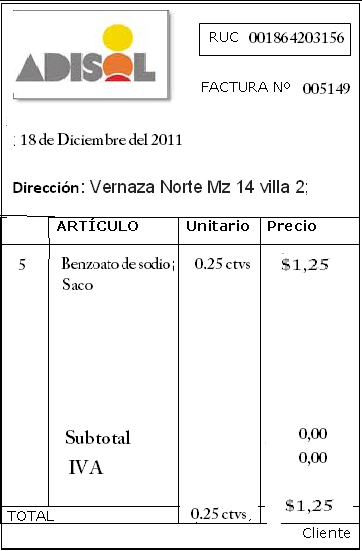 ADISOL
RUC 001864203156
FACTURA Nº 005149
18 de Diciembre del 2011
Dirección: Vernaza Norte Mz 14 villa 2;
ARTÍCULO Unitario Precio
5 Benzoato de sodio; 0.25 ctvs $1,25
Saco
Subtotal 0,00
IVA 0,00
TOTAL 0.25 ctvs $1,25
Cliente